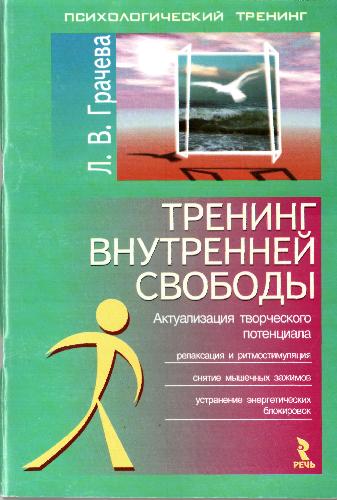 ПСИХОЛОГИЧЕСКИЙ ТРЕНИНГ
Л. В. Грачева
ТРЕНИНГ
ВНУТРЕННЕЙ
СВОБОДЫ
Актуализация творческого
потенциала
релаксация и ритмостимуляция
снятие мышечных зажимов
устранение энергетических
блокировок
РЕЧЬ